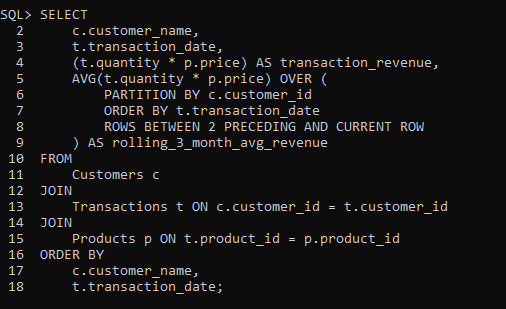 SQL> SELECT
  2      c.customer_name,
  3      t.transaction_date,
  4      (t.quantity * p.price) AS transaction_revenue,
  5      AVG(t.quantity * p.price) OVER (
  6          PARTITION BY c.customer_id
  7          ORDER BY t.transaction_date
  8          ROWS BETWEEN 2 PRECEDING AND CURRENT ROW
  9      ) AS rolling_3_month_avg_revenue
 10  FROM
 11      Customers c
 12  JOIN
 13      Transactions t ON c.customer_id = t.customer_id
 14  JOIN
 15      Products p ON t.product_id = p.product_id
 16  ORDER BY
 17      c.customer_name,
 18      t.transaction_date;